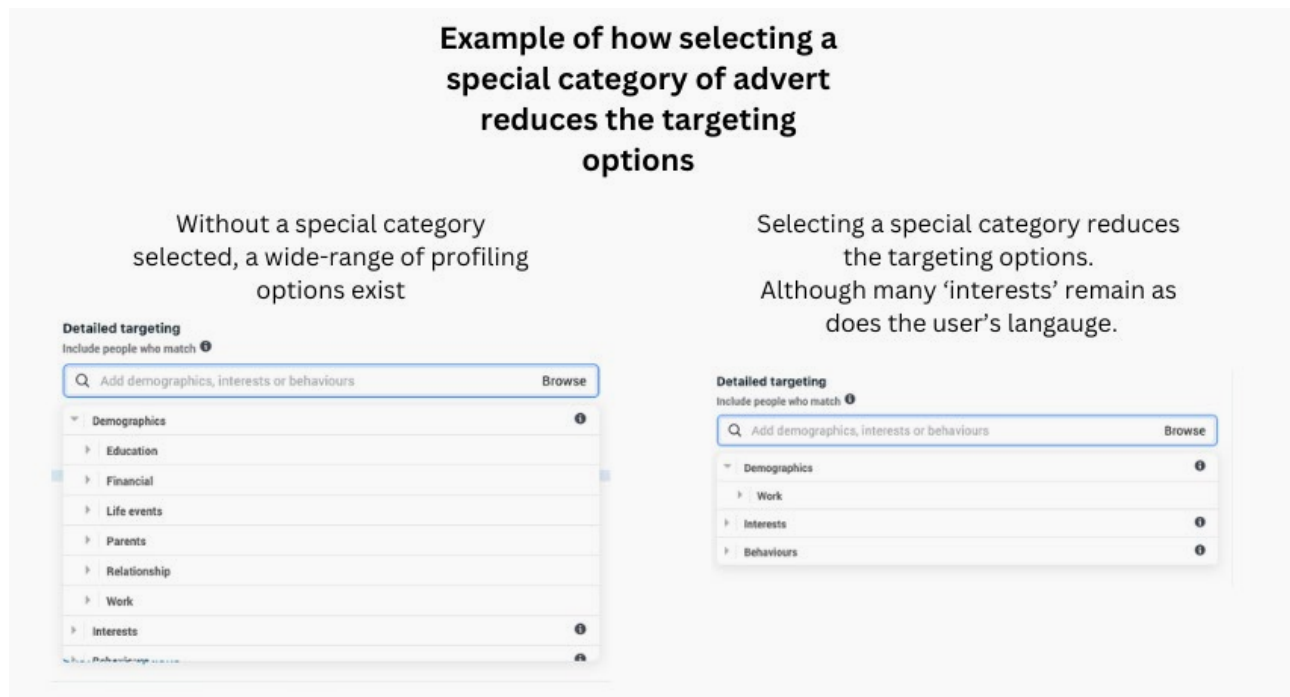 Example of how selecting a
special category of advert
reduces the targeting
options
Without a special category
selected, a wide-range of profiling
options exist
Detailed targeting
Include people who match
Add demographics, interests or behaviours Browse
Demographics
Education
Financial
Life events
Parents
Relationship
Work
Interests
Selecting a special category reduces
the targeting options.
Although many ‘interests’ remain as
does the user’s langauge.
Detailed targeting
Include people who match
Add demographics, interests or behaviours Browse
Demographics
Work
Interests
Behaviours